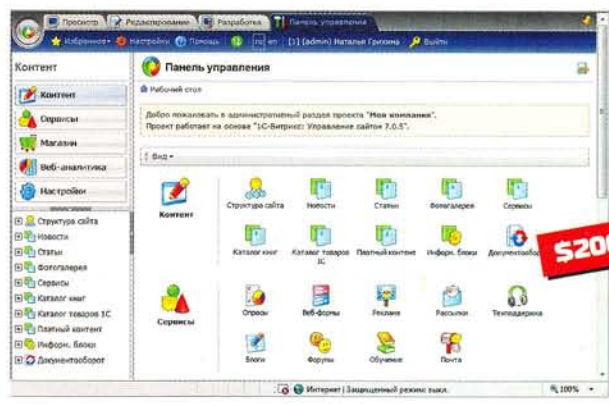 Просмотр Редактирование Разработка Панель управления
Избранное Настройки Помощь ru en [1] (admin) Наталья Грихина Выйти
Контент
Панель управления
Рабочий стол
Контент
Сервисы
Магазин
Веб-аналитика
Настройки
Добро пожаловать в административный раздел проекта "Моя компания".
Проект работает на основе "1С-Битрикс: Управление сайтом 7.0.5".
Вид
Контент
Структура сайта Новости Статьи Фотогалерея Сервисы
Каталог книг Каталог товаров 1С Платный контент Информ. блоки Документооборот
$200
Структура сайта
Новости
Статьи
Фотогалерея
Сервисы
Каталог книг
Каталог товаров 1С
Платный контент
Информ. блоки
Документооборот
Сервисы
Опросы Веб-формы Реклама Рассылки Техподдержка
Блоги Форумы Обучение Почта
Интернет | Защищенный режим: выкл. 100%